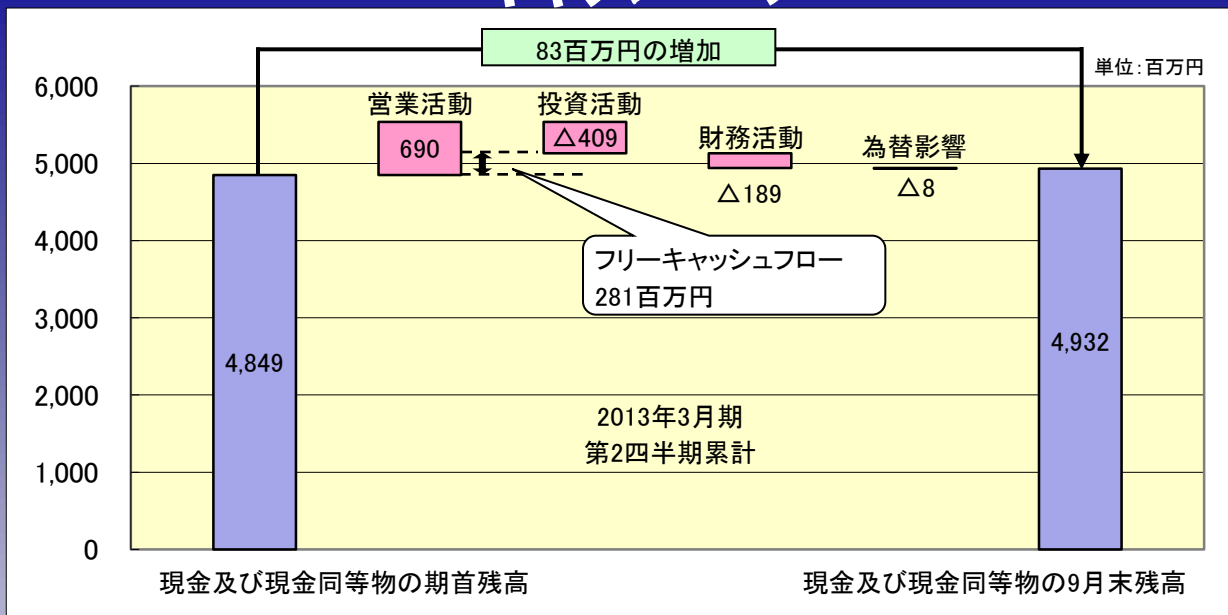 83百万円の増加
単位:百万円
6,000
5,000
4,000
3,000
2,000
1,000
0
営業活動
690
投資活動
△409
財務活動
△189
為替影響
△8
フリーキャッシュフロー
281百万円
4,849
4,932
2013年3月期
第2四半期累計
現金及び現金同等物の期首残高
現金及び現金同等物の9月末残高